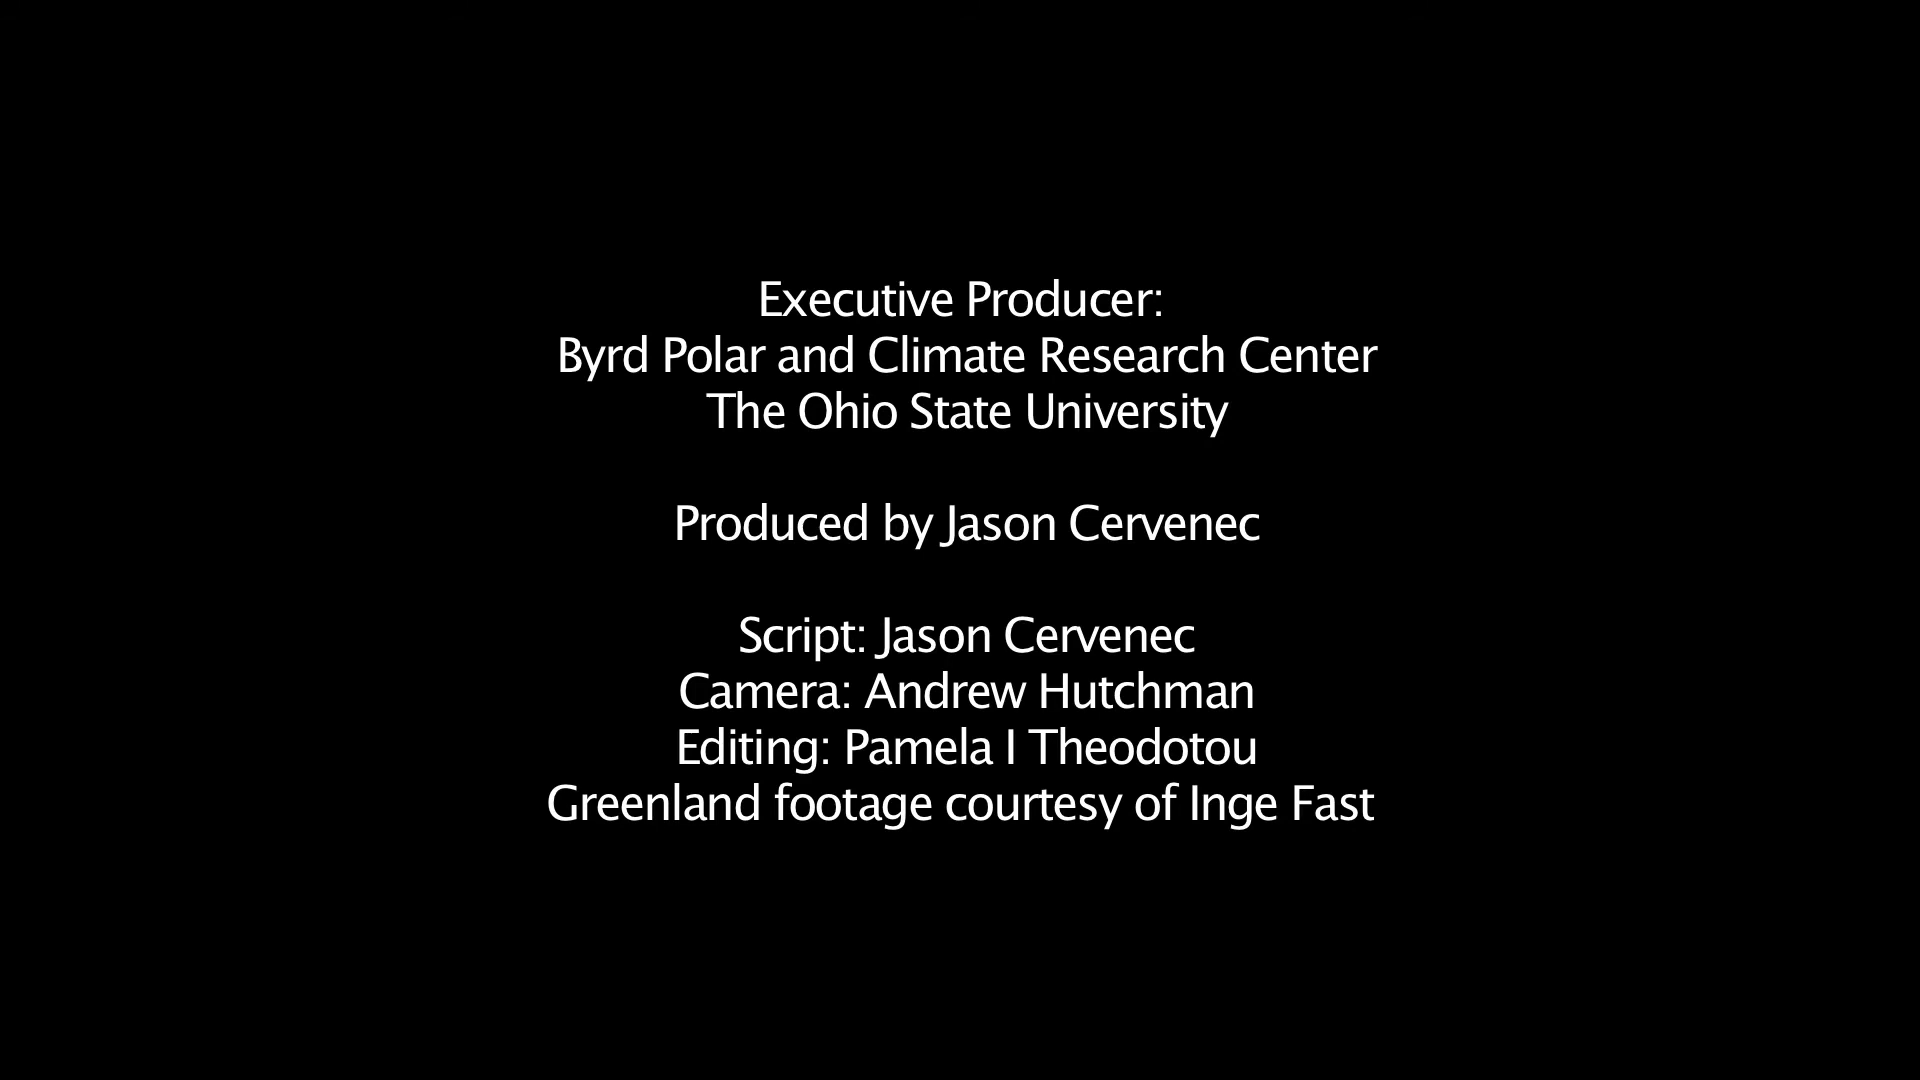 Executive Producer:
Byrd Polar and Climate Research Center
The Ohio State University
Produced by Jason Cervenec
Script: Jason Cervenec
Camera: Andrew Hutchman
Editing: Pamela I Theodotou
Greenland footage courtesy of Inge Fast